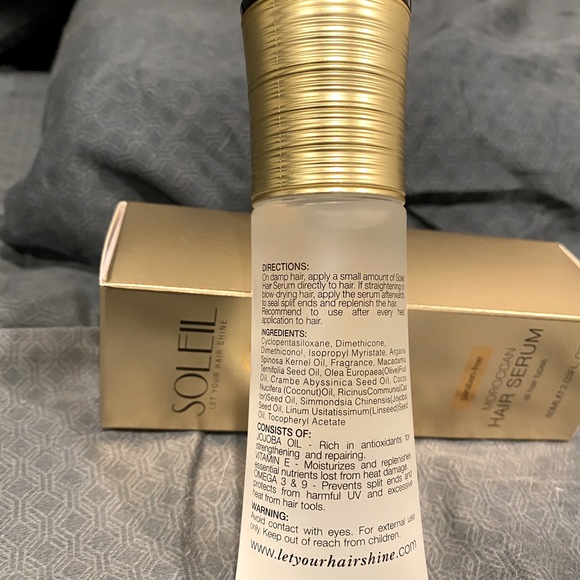 DIRECTIONS:
On damp hair, apply a small amount of Soleil
Hair Serum directly to hair. If straightening or
blow-drying hair, apply the serum afterwards
to seal split ends and replenish the hair.
Recommend to use after every heat
application to hair.
INGREDIENTS:
Cyclopentasiloxane, Dimethicone,
Dimethiconol, Isopropyl Myristate, Argania
Spinosa Kernel Oil, Fragrance, Macadamia
Ternifolia Seed Oil, Olea Europaea(Olive)Fruit
Oil, Crambe Abyssinica Seed Oil, Cocos
Nucifera (Coconut)Oil, RicinusCommunis(Cas
tor)Seed Oil, Simmondsia Chinensis(Jojoba)
Seed Oil, Linum Usitatissimum(Linseed)Seed
Oil, Tocopheryl Acetate
CONSISTS OF:
JOJOBA OIL - Rich in antioxidants for
strengthening and repairing.
VITAMIN E - Moisturizes and replenishes
essential nutrients lost from heat damage.
OMEGA 3 & 9 - Prevents split ends and
protects from harmful UV and excessive
heat from hair tools.
WARNING:
Avoid contact with eyes. For external use
only. Keep out of reach from children.
www.letyourhairshine.com
SOLEIL
LET YOUR HAIR SHINE
paraben-free
MOROCCAN
HAIR SERUM
all hair types